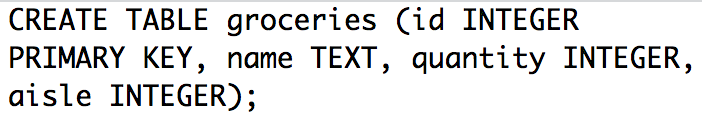 CREATE TABLE groceries (id INTEGER
PRIMARY KEY, name TEXT, quantity INTEGER,
aisle INTEGER);